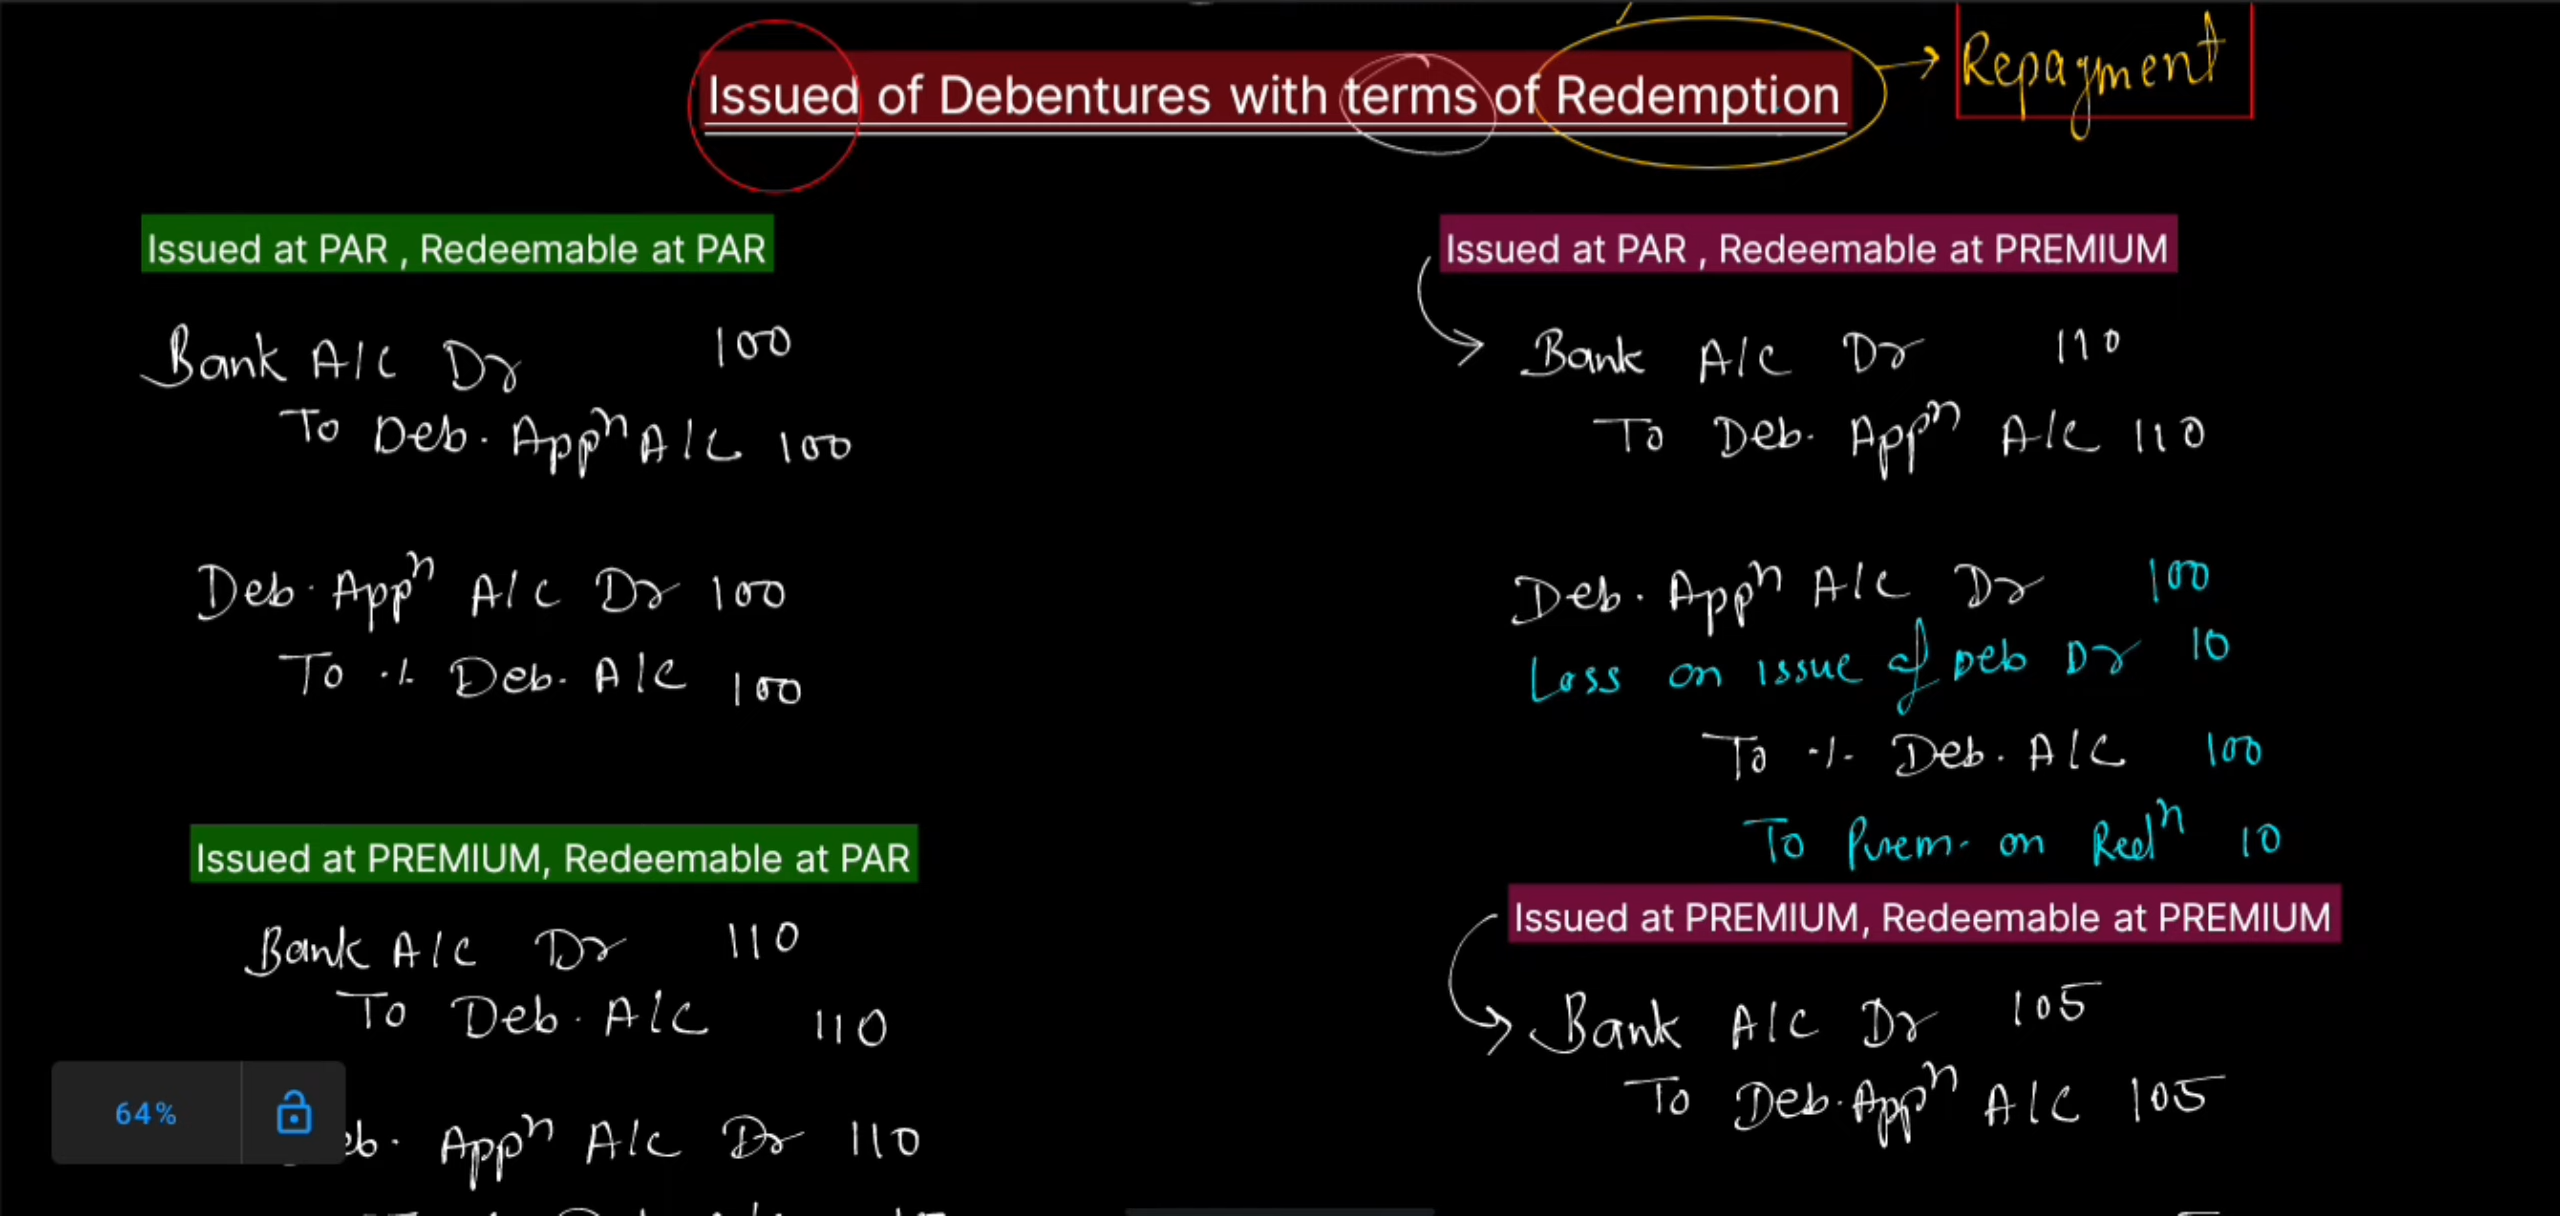 Issued of Debentures with terms of Redemption
Repayment
Issued at PAR , Redeemable at PAR
Bank A/C Dr 100
To Deb. Appⁿ A/C 100
Deb. Appⁿ A/C Dr 100
To ./. Deb. A/C 100
Issued at PREMIUM, Redeemable at PAR
Bank A/C Dr 110
To Deb. A/C 110
eb. Appⁿ A/C Dr 110
64%
Issued at PAR , Redeemable at PREMIUM
Bank A/C Dr 110
To Deb. Appⁿ A/C 110
Deb. Appⁿ A/C Dr 100
Loss on issue of Deb Dr 10
To ./. Deb. A/C 100
To Prem. on Redⁿ 10
Issued at PREMIUM, Redeemable at PREMIUM
Bank A/C Dr 105
To Deb. Appⁿ A/C 105